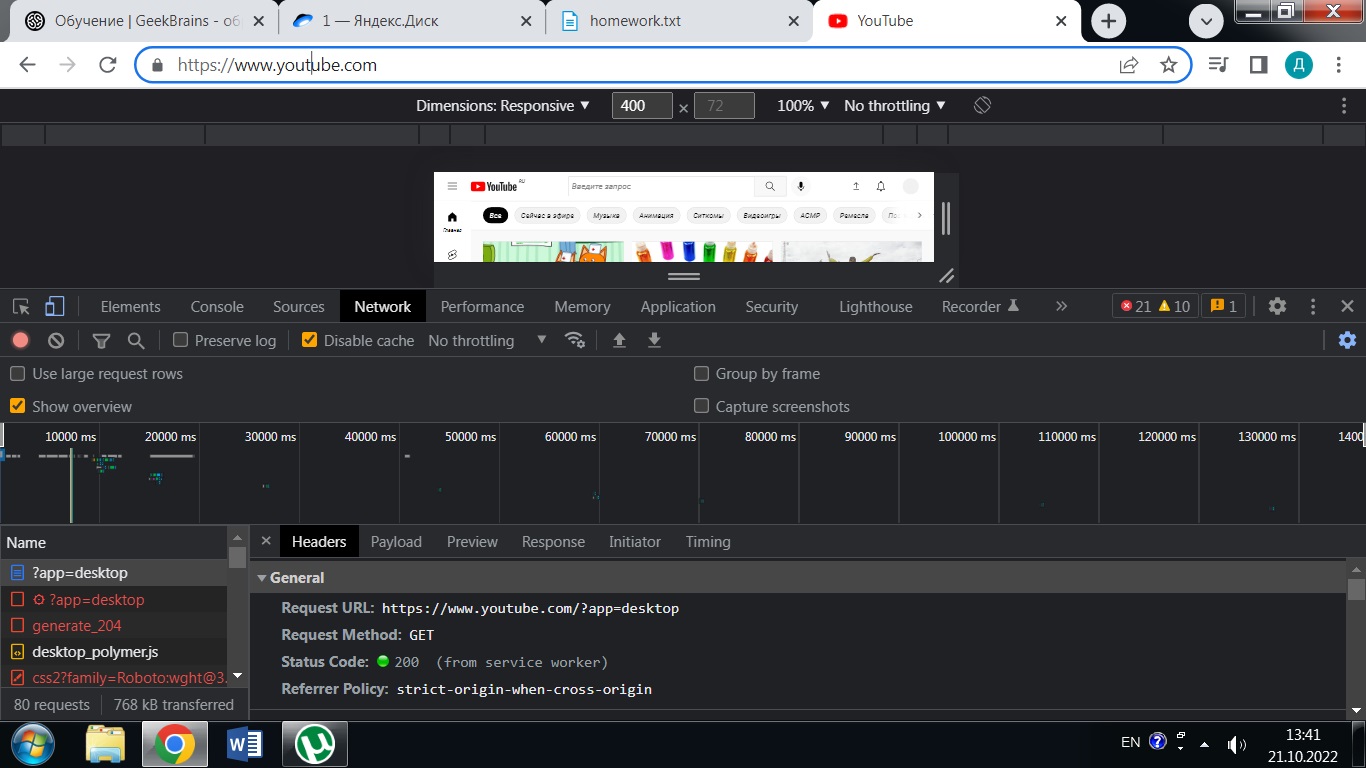 Обучение | GeekBrains - об
1 — Яндекс.Диск
homework.txt
YouTube
https://www.youtube.com
Д
Dimensions: Responsive ▼ 400 × 72 100% ▼ No throttling ▼
YouTube RU
Введите запрос
Все Сейчас в эфире Музыка Анимация Ситкомы Видеоигры АСМР Ремесла
Главная
Elements Console Sources Network Performance Memory Application Security Lighthouse Recorder » 21 10 1
Preserve log Disable cache No throttling ▼
Use large request rows Group by frame
Show overview Capture screenshots
10000 ms 20000 ms 30000 ms 40000 ms 50000 ms 60000 ms 70000 ms 80000 ms 90000 ms 100000 ms 110000 ms 120000 ms 130000 ms 1400
Name
× Headers Payload Preview Response Initiator Timing
?app=desktop
?app=desktop
generate_204
desktop_polymer.js
css2?family=Roboto:wght@3.
80 requests 768 kB transferred
General
Request URL: https://www.youtube.com/?app=desktop
Request Method: GET
Status Code: 200 (from service worker)
Referrer Policy: strict-origin-when-cross-origin
W
µ
EN ?
13:41
21.10.2022